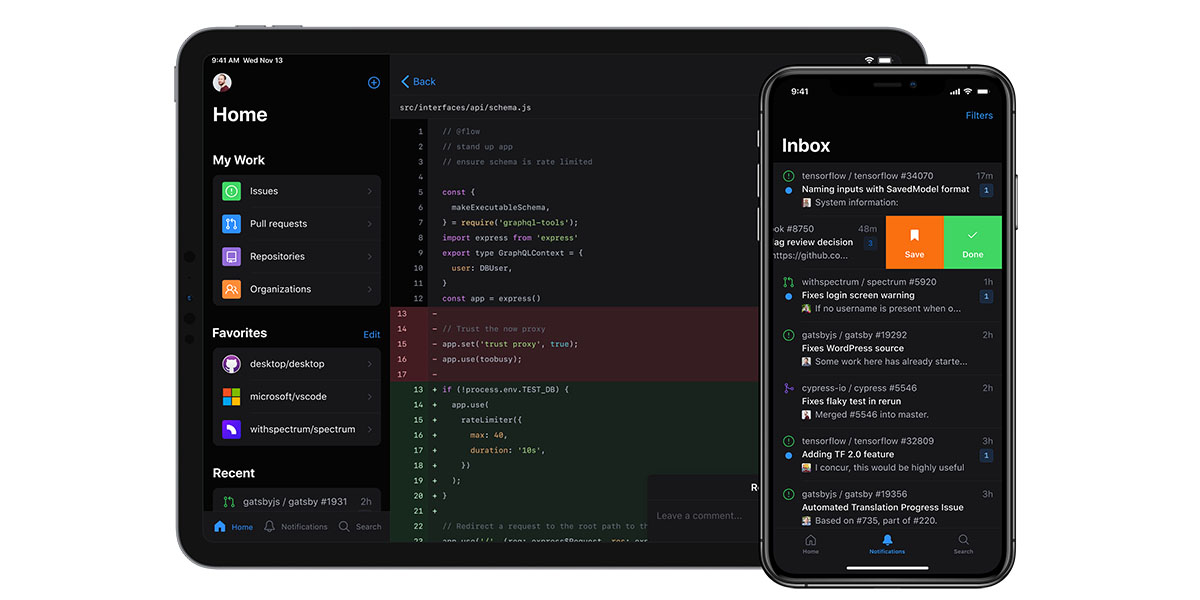 9:41 AM Wed Nov 13
Home
My Work
Issues
Pull requests
Repositories
Organizations
Favorites
Edit
desktop/desktop
microsoft/vscode
withspectrum/spectrum
Recent
gatsbyjs / gatsby #1931 2h
Home Notifications Search
Back
src/interfaces/api/schema.js
1 // @flow
2 // stand up app
3 // ensure schema is rate limited
4
5 const {
6 makeExecutableSchema,
7 } = require('graphql-tools');
8 import express from 'express'
9 export type GraphQLContext = {
10 user: DBUser,
11 }
12 const app = express()
13 -
14 - // Trust the now proxy
15 - app.set('trust proxy', true);
16 - app.use(toobusy);
17 -
13 + if (!process.env.TEST_DB) {
14 + app.use(
15 + rateLimiter({
16 + max: 40,
17 + duration: '10s',
18 + })
19 + );
20 + }
21 +
22 // Redirect a request to the root path to th
23 app.use('/', (req: express$Request, res: exp
Leave a comment...
9:41
Filters
Inbox
tensorflow / tensorflow #34070 17m
Naming inputs with SavedModel format 1
System information:
ok #8750 48m
ag review decision 3
https://github.co...
Save
Done
withspectrum / spectrum #5920 1h
Fixes login screen warning 1
If no username is present when o...
gatsbyjs / gatsby #19292 2h
Fixes WordPress source
Some work here has already starte...
cypress-io / cypress #5546 2h
Fixes flaky test in rerun
Merged #5546 into master.
tensorflow / tensorflow #32809 3h
Adding TF 2.0 feature 1
I concur, this would be highly useful
gatsbyjs / gatsby #19356 3h
Automated Translation Progress Issue
Based on #735, part of #220.
Home Notifications Search